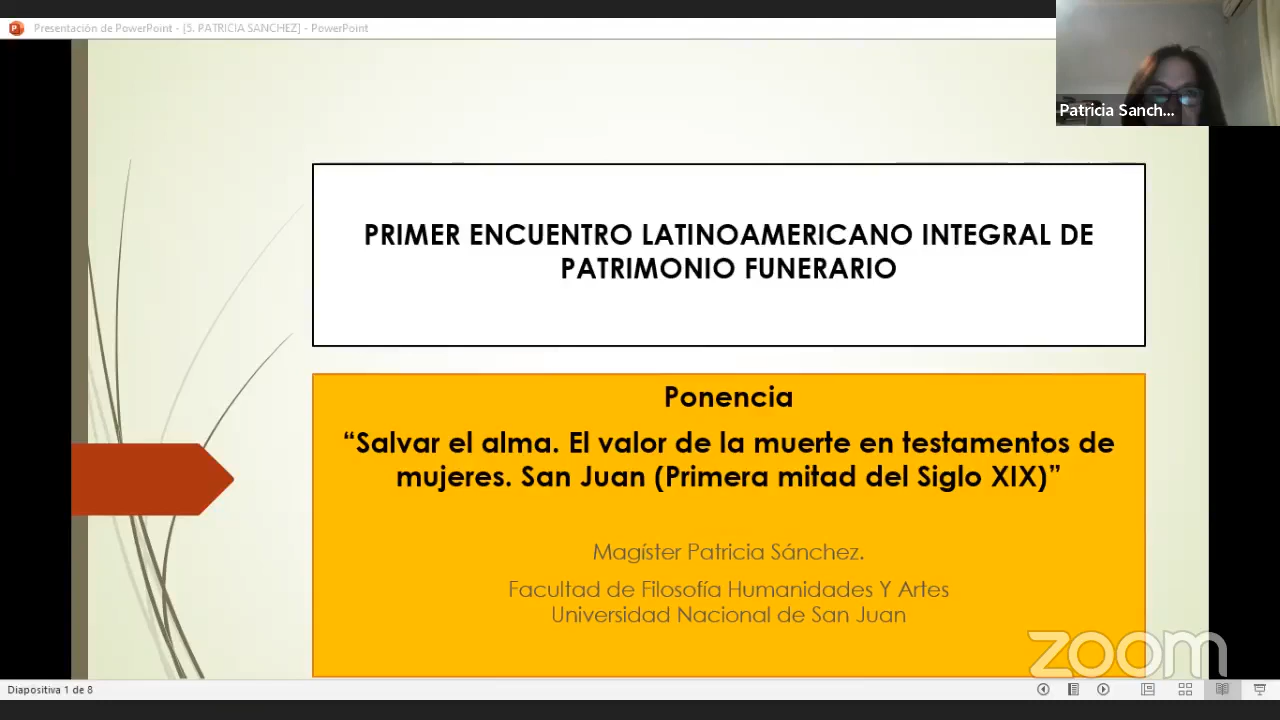 Presentación de PowerPoint - [5. PATRICIA SANCHEZ] - PowerPoint
Patricia Sanch...
PRIMER ENCUENTRO LATINOAMERICANO INTEGRAL DE
PATRIMONIO FUNERARIO
Ponencia
“Salvar el alma. El valor de la muerte en testamentos de
mujeres. San Juan (Primera mitad del Siglo XIX)”
Magíster Patricia Sánchez.
Facultad de Filosofía Humanidades Y Artes
Universidad Nacional de San Juan
zoom
Diapositiva 1 de 8